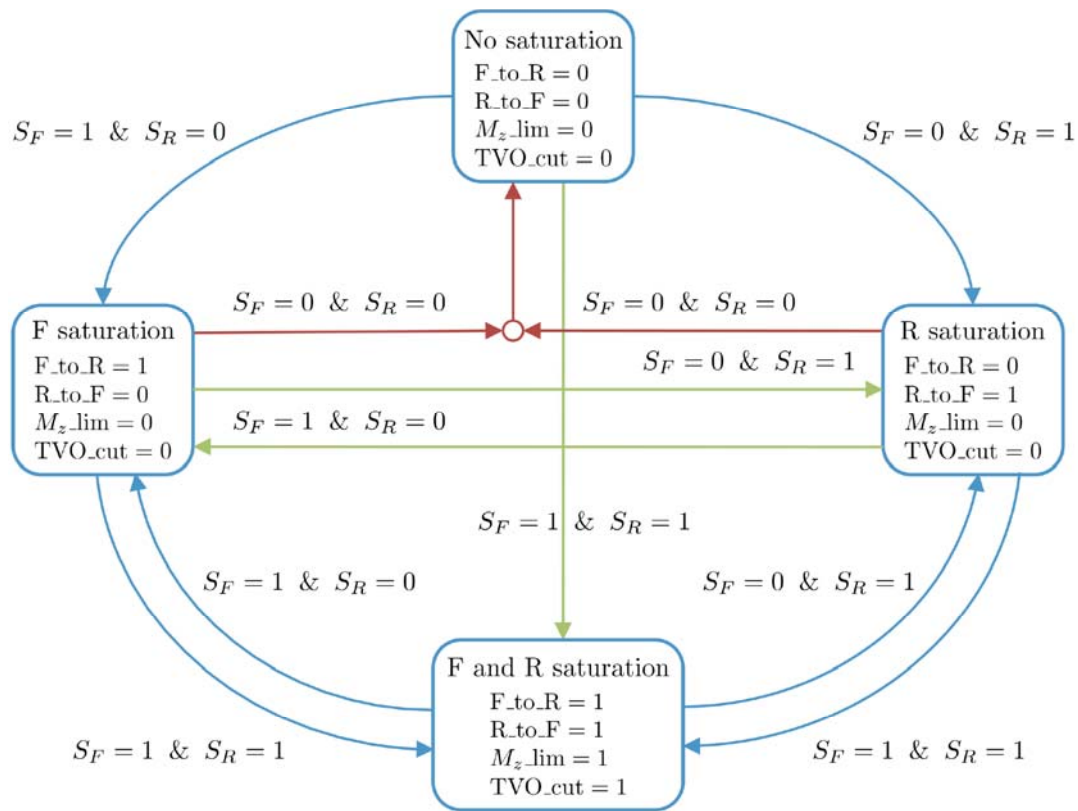 No saturation
F_to_R = 0
R_to_F = 0
M_z_lim = 0
TVO_cut = 0
S_F = 1 & S_R = 0
S_F = 0 & S_R = 1
S_F = 0 & S_R = 0
S_F = 0 & S_R = 0
F saturation
F_to_R = 1
R_to_F = 0
M_z_lim = 0
TVO_cut = 0
R saturation
F_to_R = 0
R_to_F = 1
M_z_lim = 0
TVO_cut = 0
S_F = 0 & S_R = 1
S_F = 1 & S_R = 0
S_F = 1 & S_R = 1
S_F = 1 & S_R = 0
S_F = 0 & S_R = 1
F and R saturation
F_to_R = 1
R_to_F = 1
M_z_lim = 1
TVO_cut = 1
S_F = 1 & S_R = 1
S_F = 1 & S_R = 1